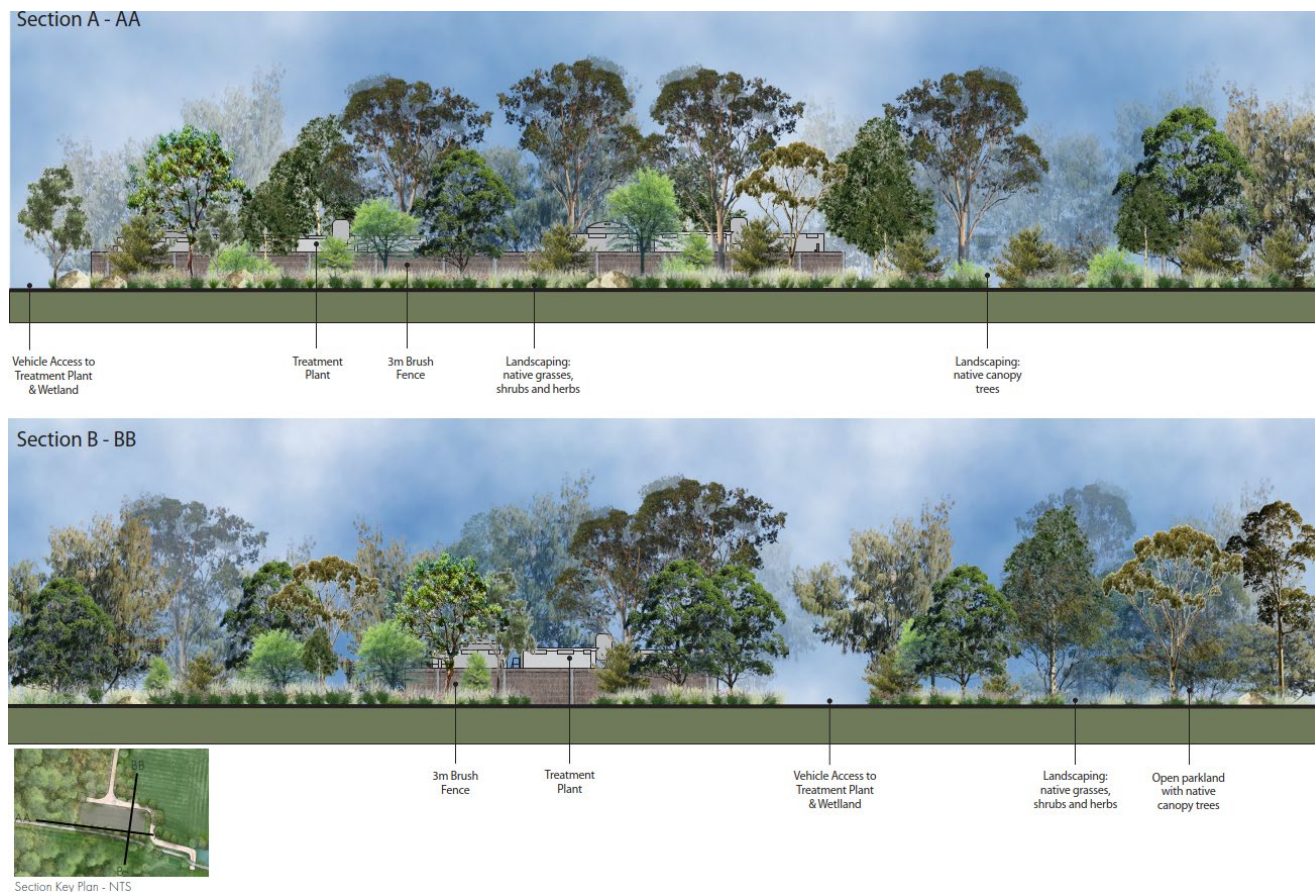 Section A - AA
Vehicle Access to
Treatment Plant
& Wetland
Treatment
Plant
3m Brush
Fence
Landscaping:
native grasses,
shrubs and herbs
Landscaping:
native canopy
trees
Section B - BB
3m Brush
Fence
Treatment
Plant
Vehicle Access to
Treatment Plant
& Wetlland
Landscaping:
native grasses,
shrubs and herbs
Open parkland
with native
canopy trees
BB
Section Key Plan - NTS